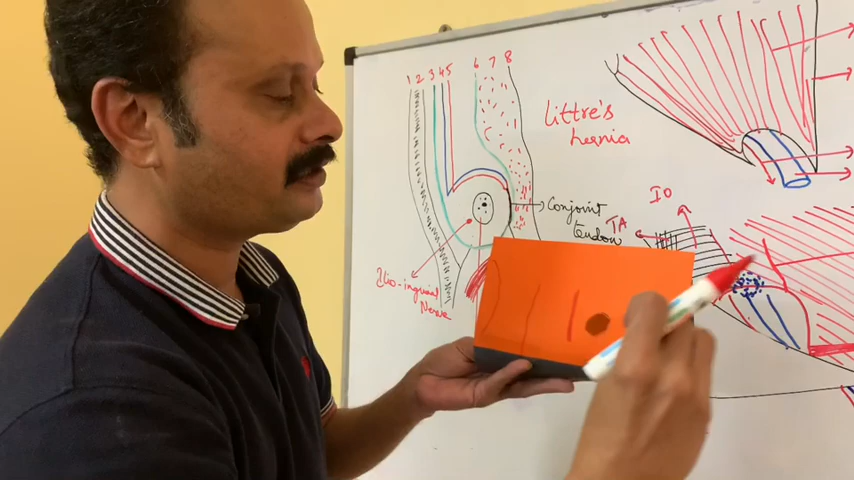 1 2 3 4 5 6 7 8
Littre's
hernia
IO
TA
Conjoint
tendon
Ilio-inguinal
Nerve